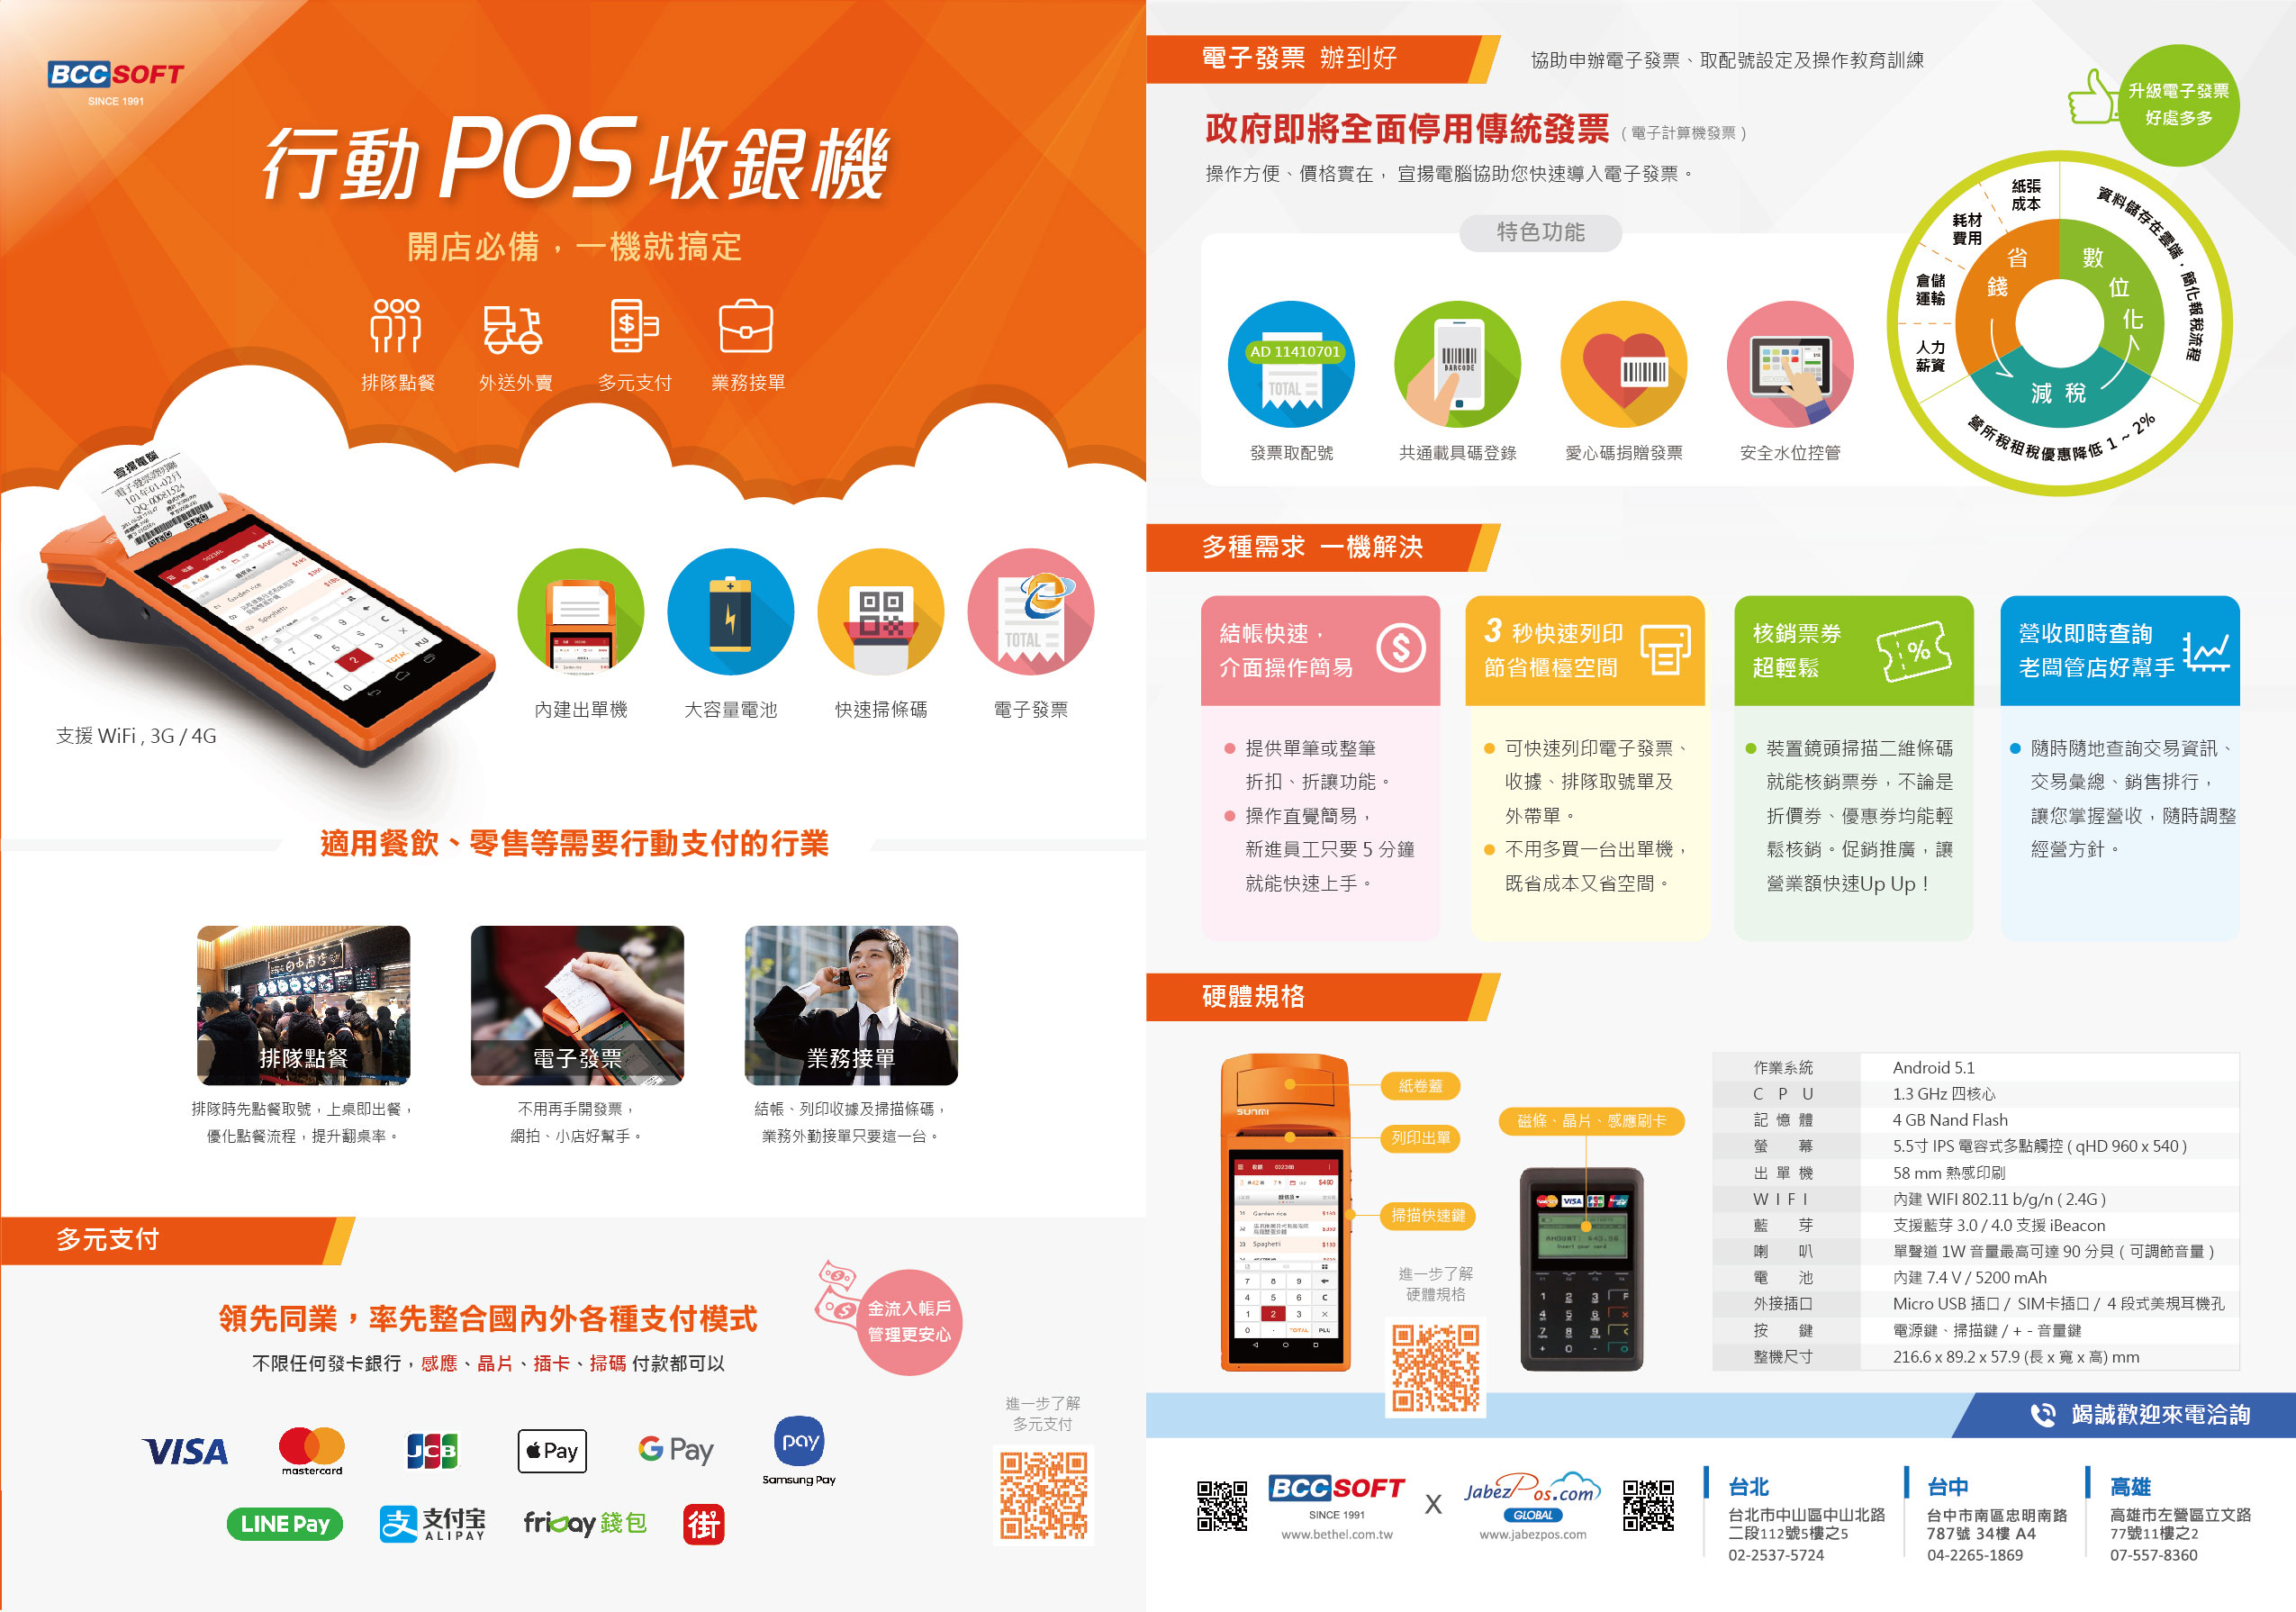 BCC SOFT
SINCE 1991
行動 POS 收銀機
開店必備，一機就搞定
排隊點餐
外送外賣
多元支付
業務接單
宣揚電腦
電子發票證明聯
101年01-02月
QQ-00081524
內建出單機
大容量電池
快速掃條碼
TOTAL
電子發票
支援 WiFi , 3G / 4G
適用餐飲、零售等需要行動支付的行業
排隊點餐
排隊時先點餐取號，上桌即出餐，
優化點餐流程，提升翻桌率。
電子發票
不用再手開發票，
網拍、小店好幫手。
業務接單
結帳、列印收據及掃描條碼，
業務外勤接單只要這一台。
多元支付
領先同業，率先整合國內外各種支付模式
不限任何發卡銀行，感應、晶片、插卡、掃碼 付款都可以
金流入帳戶
管理更安心
進一步了解
多元支付
VISA
mastercard
JCB
Pay
G Pay
pay
Samsung Pay
LINE Pay
支 支付宝
ALIPAY
friday 錢包
街
電子發票 辦到好
協助申辦電子發票、取配號設定及操作教育訓練
升級電子發票
好處多多
政府即將全面停用傳統發票 ( 電子計算機發票 )
操作方便、價格實在， 宣揚電腦協助您快速導入電子發票。
特色功能
AD 11410701
TOTAL
發票取配號
BARCODE
共通載具碼登錄
愛心碼捐贈發票
安全水位控管
紙張
成本
耗材
費用
倉儲
運輸
人力
薪資
省錢
數位化
減稅
資料儲存在雲端，簡化報稅流程
營所稅租稅優惠降低 1 ~ 2%
多種需求 一機解決
結帳快速，
介面操作簡易
提供單筆或整筆
折扣、折讓功能。
操作直覺簡易，
新進員工只要 5 分鐘
就能快速上手。
3 秒快速列印
節省櫃檯空間
可快速列印電子發票、
收據、排隊取號單及
外帶單。
不用多買一台出單機，
既省成本又省空間。
核銷票券
超輕鬆
%
裝置鏡頭掃描二維條碼
就能核銷票券，不論是
折價券、優惠券均能輕
鬆核銷。促銷推廣，讓
營業額快速Up Up！
營收即時查詢
老闆管店好幫手
隨時隨地查詢交易資訊、
交易彙總、銷售排行，
讓您掌握營收，隨時調整
經營方針。
硬體規格
SUNMI
紙卷蓋
列印出單
掃描快速鍵
磁條、晶片、感應刷卡
進一步了解
硬體規格
作業系統 Android 5.1
C P U 1.3 GHz 四核心
記憶體 4 GB Nand Flash
螢幕 5.5寸 IPS 電容式多點觸控 ( qHD 960 x 540 )
出單機 58 mm 熱感印刷
W I F I 內建 WIFI 802.11 b/g/n ( 2.4G )
藍芽 支援藍芽 3.0 / 4.0 支援 iBeacon
喇叭 單聲道 1W 音量最高可達 90 分貝 ( 可調節音量 )
電池 內建 7.4 V / 5200 mAh
外接插口 Micro USB 插口 / SIM卡插口 / 4 段式美規耳機孔
按鍵 電源鍵、掃描鍵 / + - 音量鍵
整機尺寸 216.6 x 89.2 x 57.9 (長 x 寬 x 高) mm
竭誠歡迎來電洽詢
BCC SOFT
SINCE 1991
www.bethel.com.tw
X
JabezPos.com
GLOBAL
www.jabezpos.com
台北
台北市中山區中山北路
二段112號5樓之5
02-2537-5724
台中
台中市南區忠明南路
787號 34樓 A4
04-2265-1869
高雄
高雄市左營區立文路
77號11樓之2
07-557-8360